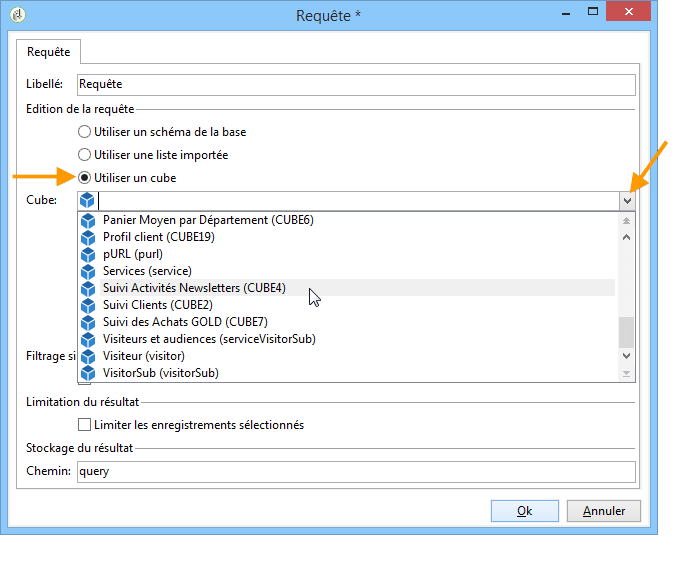 Requête *
Requête
Libellé: Requête
Edition de la requête
Utiliser un schéma de la base
Utiliser une liste importée
Utiliser un cube
Cube:
Panier Moyen par Département (CUBE6)
Profil client (CUBE19)
pURL (purl)
Services (service)
Suivi Activités Newsletters (CUBE4)
Suivi Clients (CUBE2)
Suivi des Achats GOLD (CUBE7)
Visiteurs et audiences (serviceVisitorSub)
Visiteur (visitor)
VisitorSub (visitorSub)
Filtrage si
Limitation du résultat
Limiter les enregistrements sélectionnés
Stockage du résultat
Chemin: query
Ok Annuler